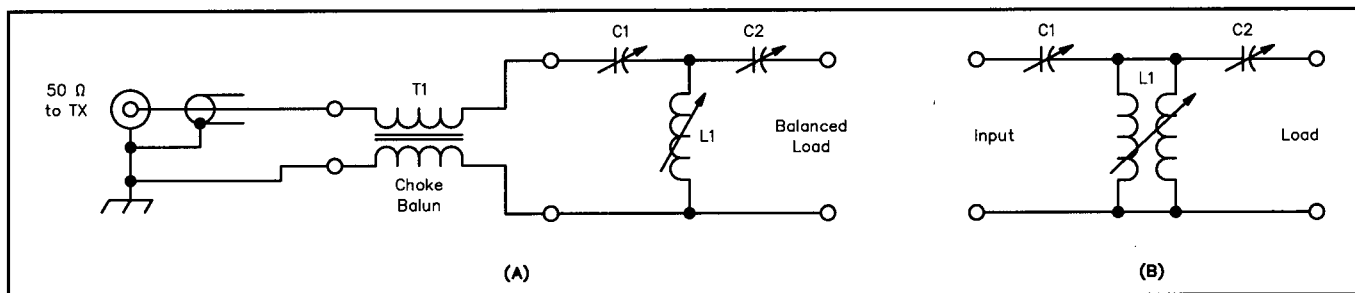 C1
C2
50 Ω
to TX
T1
L1
Balanced
Load
Choke
Balun
(A)
C1
C2
L1
Input
Load
(B)